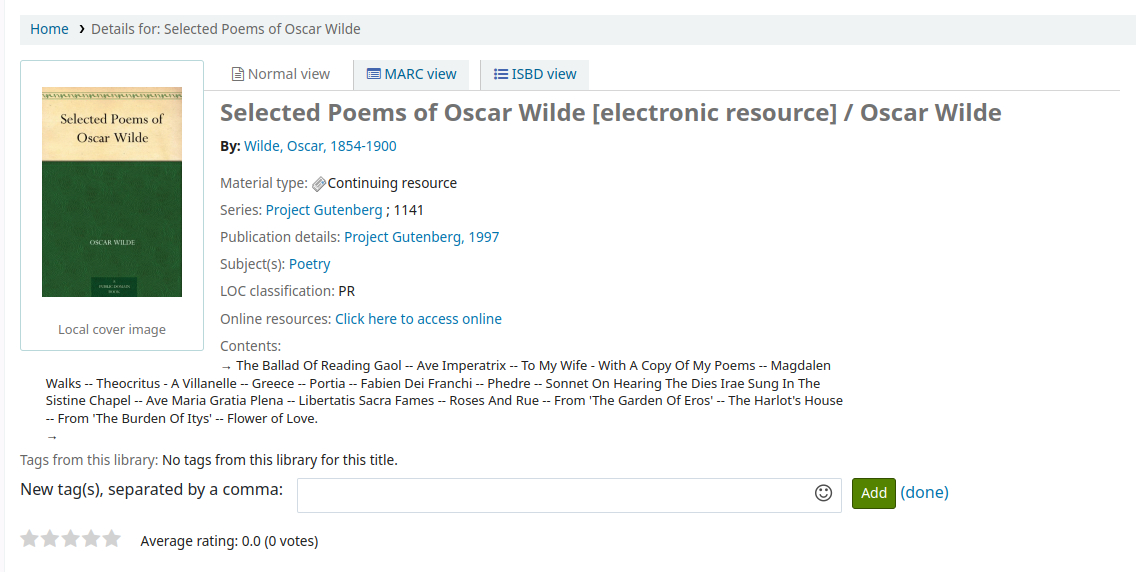 Home › Details for: Selected Poems of Oscar Wilde
Selected Poems of
Oscar Wilde
OSCAR WILDE
A
PUBLIC DOMAIN
BOOK
Local cover image
Normal view
MARC view
ISBD view
Selected Poems of Oscar Wilde [electronic resource] / Oscar Wilde
By: Wilde, Oscar, 1854-1900
Material type: Continuing resource
Series: Project Gutenberg ; 1141
Publication details: Project Gutenberg, 1997
Subject(s): Poetry
LOC classification: PR
Online resources: Click here to access online
Contents:
→ The Ballad Of Reading Gaol -- Ave Imperatrix -- To My Wife - With A Copy Of My Poems -- Magdalen
Walks -- Theocritus - A Villanelle -- Greece -- Portia -- Fabien Dei Franchi -- Phedre -- Sonnet On Hearing The Dies Irae Sung In The
Sistine Chapel -- Ave Maria Gratia Plena -- Libertatis Sacra Fames -- Roses And Rue -- From 'The Garden Of Eros' -- The Harlot's House
-- From 'The Burden Of Itys' -- Flower of Love.
→
Tags from this library: No tags from this library for this title.
New tag(s), separated by a comma:
Add
(done)
Average rating: 0.0 (0 votes)